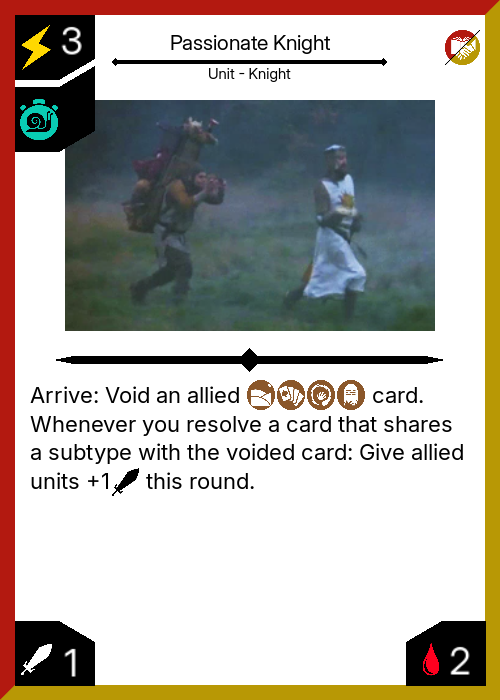 3
Passionate Knight
Unit - Knight
Arrive: Void an allied card.
Whenever you resolve a card that shares
a subtype with the voided card: Give allied
units +1 this round.
1
2